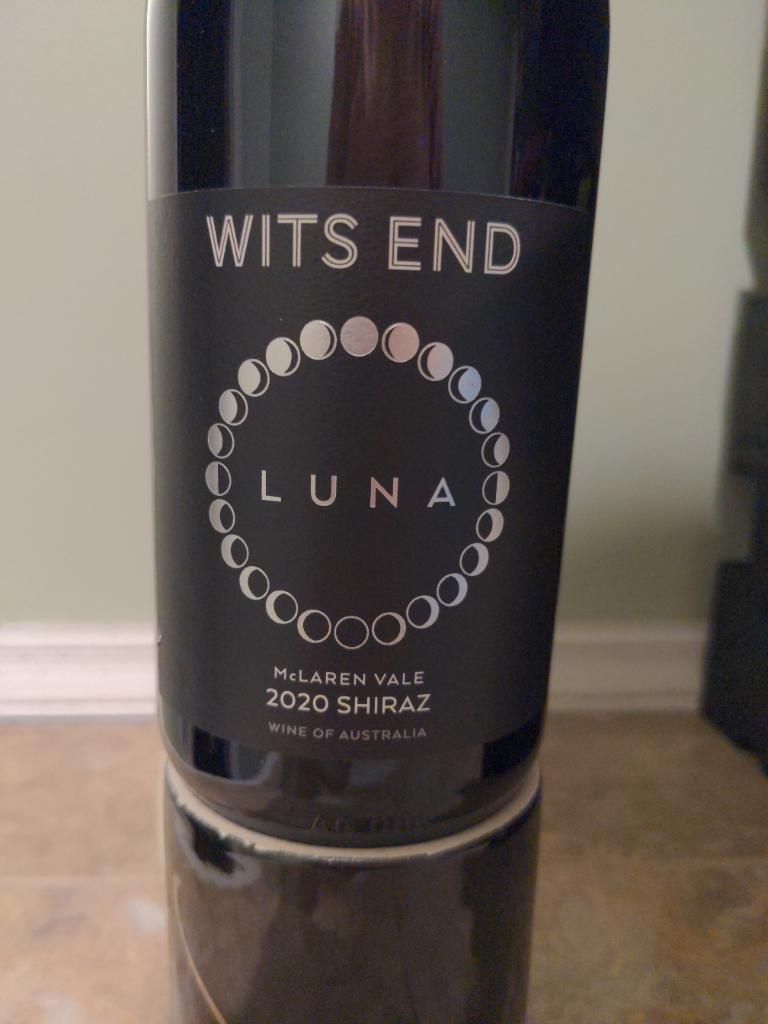 WITS END
LUNA
McLAREN VALE
2020 SHIRAZ
WINE OF AUSTRALIA